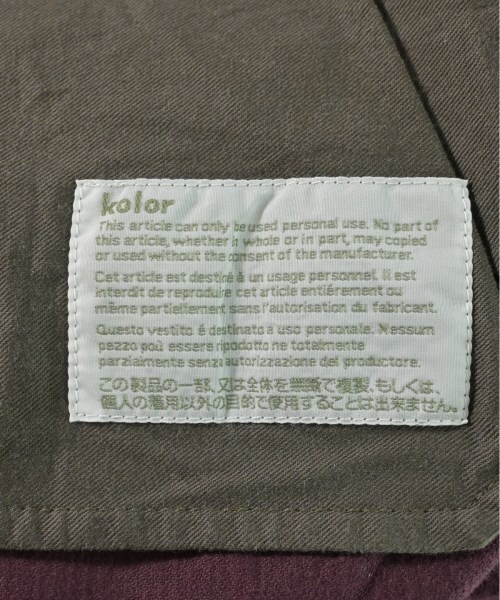 kolor
This article can only be used personal use. No part of
this article, whether in whole or in part, may copied
or used without the consent of the manufacturer.
Cet article est destiné à un usage personnel. Il est
interdit de reproduire cet article entiérement ou
même partiellement sans l'autorisation du fabricant.
Questo vestito é destinato a uso personale. Nessum
pezzo poü essere ripodotto ne totalmente
parzialmente senza autorizzazione del productore.
この製品の一部、又は全体を無断で複製、もしくは、
個人の着用以外の目的で使用することは出来ません。